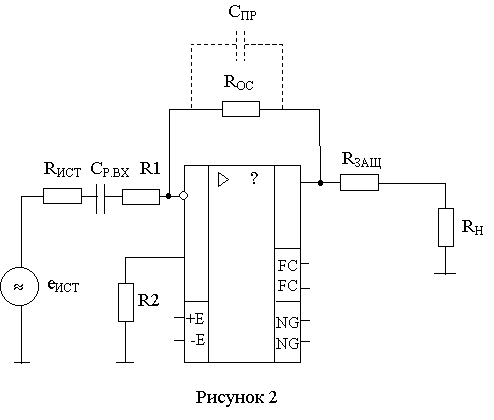 CПР
RОС
RИСТ
CР.ВХ
R1
RЗАЩ
?
RН
FC
FC
≈
eИСТ
R2
+E
-E
NG
NG
Рисунок 2